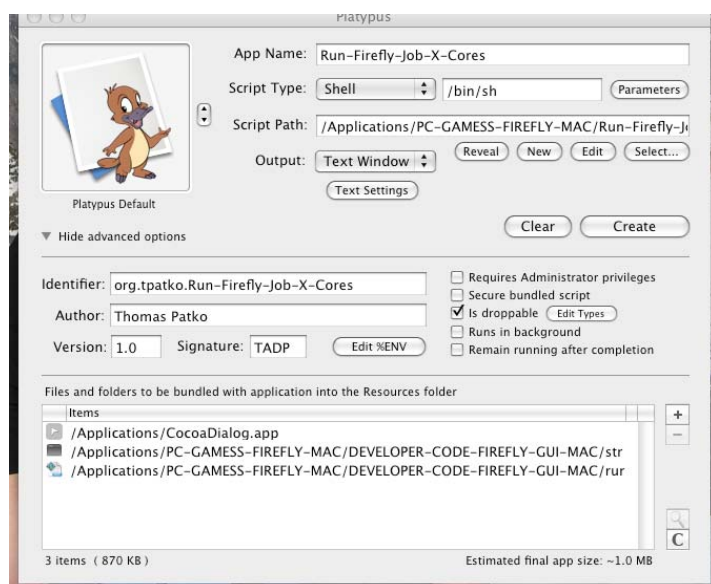 Platypus
App Name: Run-Firefly-Job-X-Cores
Script Type: Shell /bin/sh Parameters
Script Path: /Applications/PC-GAMESS-FIREFLY-MAC/Run-Firefly-J
Output: Text Window Reveal New Edit Select...
Text Settings
Platypus Default
Clear Create
Hide advanced options
Identifier: org.tpatko.Run-Firefly-Job-X-Cores
Author: Thomas Patko
Version: 1.0 Signature: TADP Edit %ENV
Requires Administrator privileges
Secure bundled script
Is droppable Edit Types
Runs in background
Remain running after completion
Files and folders to be bundled with application into the Resources folder
Items
/Applications/CocoaDialog.app
/Applications/PC-GAMESS-FIREFLY-MAC/DEVELOPER-CODE-FIREFLY-GUI-MAC/str
/Applications/PC-GAMESS-FIREFLY-MAC/DEVELOPER-CODE-FIREFLY-GUI-MAC/rur
+
-
C
3 items ( 870 KB ) Estimated final app size: ~1.0 MB